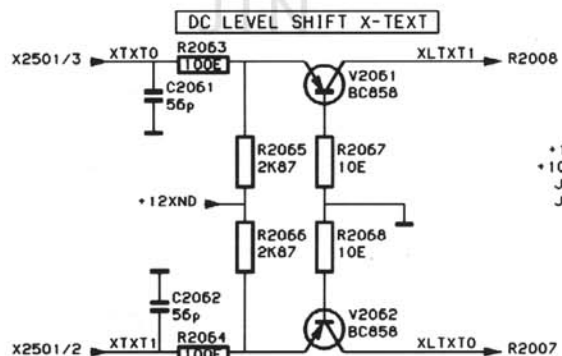 DC LEVEL SHIFT X-TEXT
X2501/3
XTXT0
R2063
100E
V2061
BC858
XLTXT1
R2008
C2061
56p
R2065
2K87
R2067
10E
+12XND
R2066
2K87
R2068
10E
C2062
56p
V2062
BC858
X2501/2
XTXT1
R2064
100E
XLTXT0
R2007